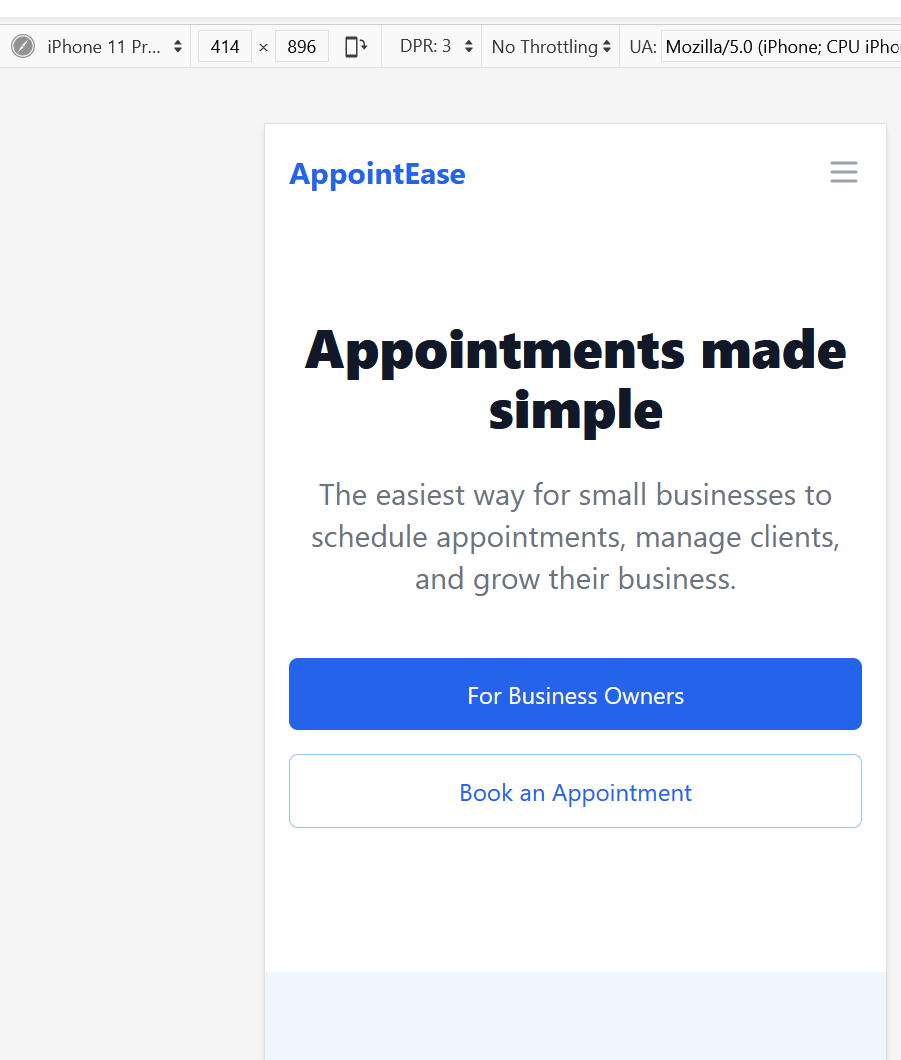 iPhone 11 Pr... 414 × 896 DPR: 3 No Throttling UA: Mozilla/5.0 (iPhone; CPU iPho
AppointEase
Appointments made
simple
The easiest way for small businesses to
schedule appointments, manage clients,
and grow their business.
For Business Owners
Book an Appointment